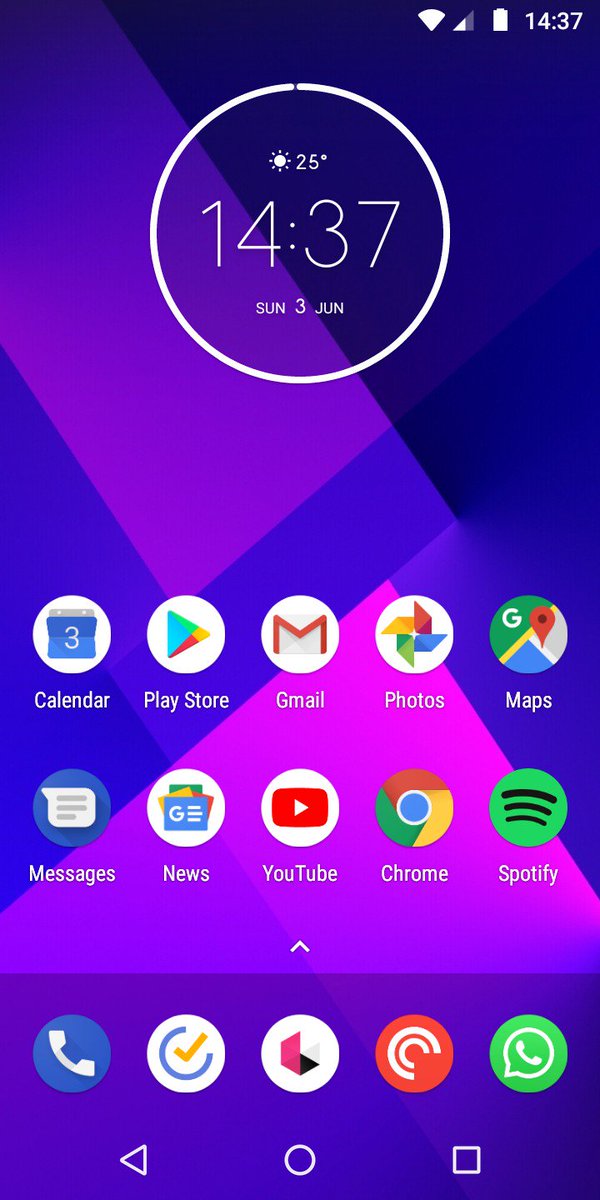 14:37
25°
14:37
SUN 3 JUN
3
G
Calendar Play Store Gmail Photos Maps
GE
Messages News YouTube Chrome Spotify